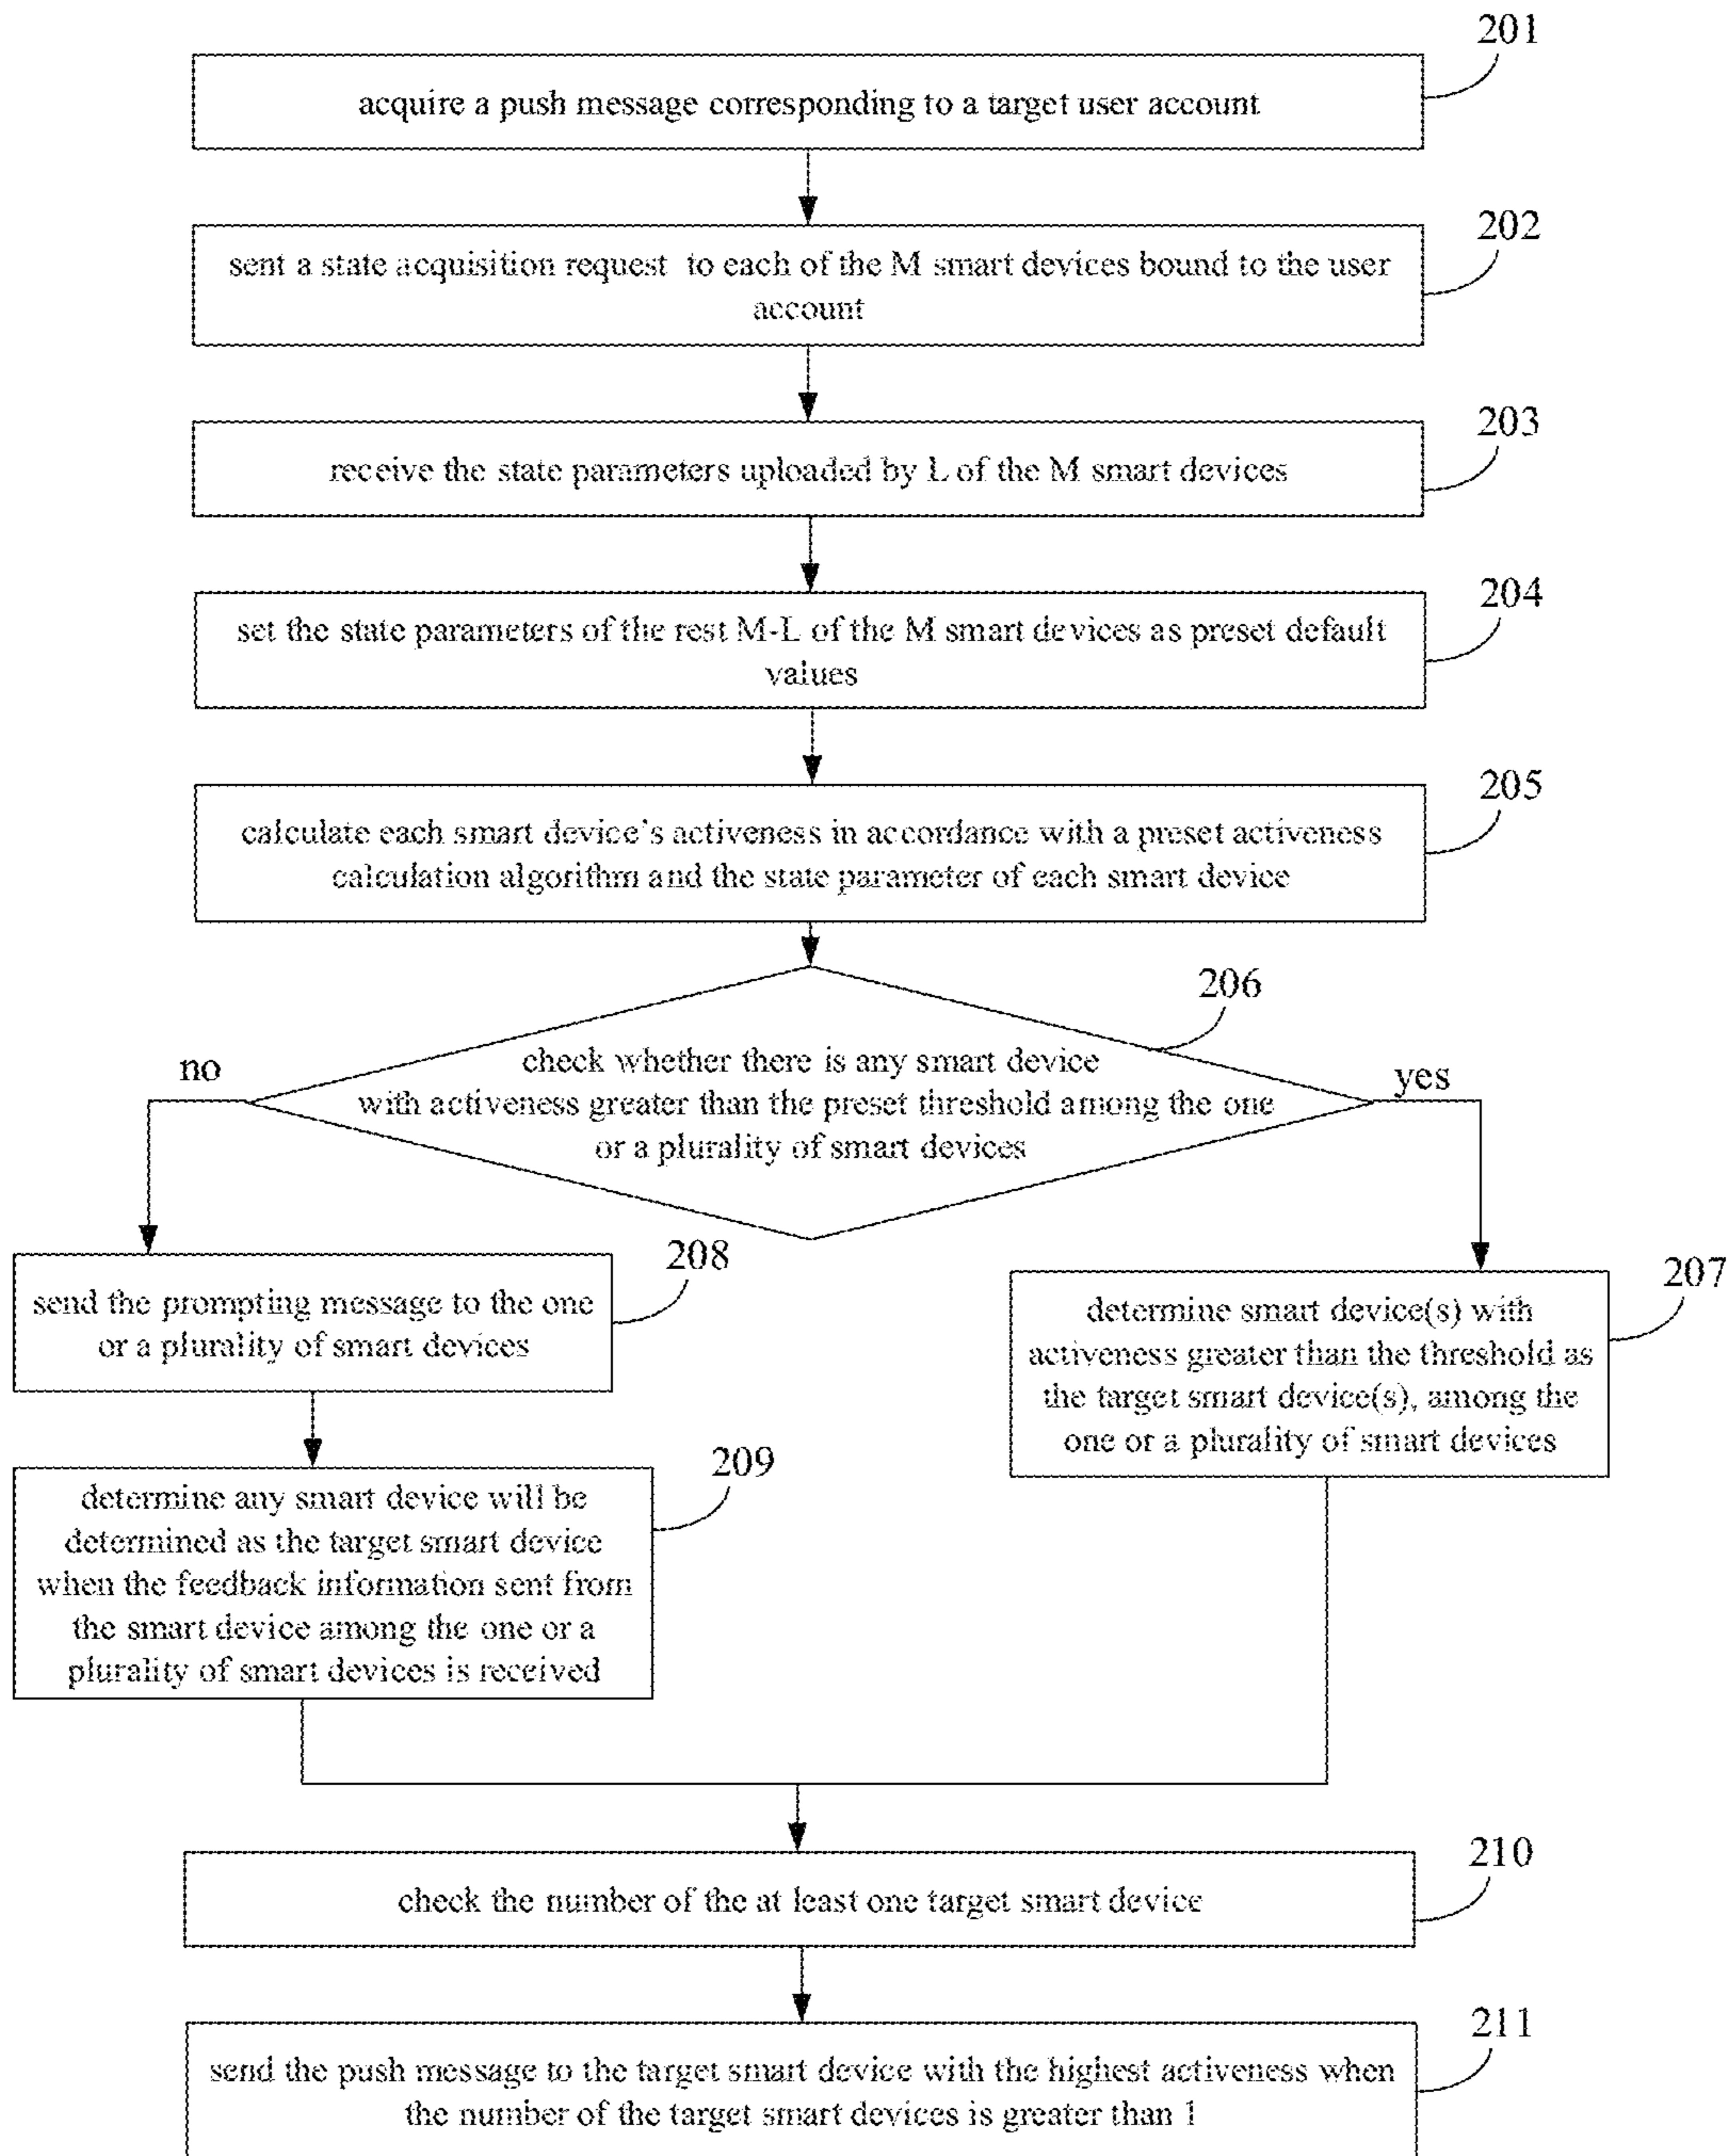 201
acquire a push message corresponding to a target user account
202
sent a state acquisition request to each of the M smart devices bound to the user
account
203
receive the state parameters uploaded by L of the M smart devices
204
set the state parameters of the rest M-L of the M smart devices as preset default
values
205
calculate each smart device's activeness in accordance with a preset activeness
calculation algorithm and the state parameter of each smart device
206
check whether there is any smart device
with activeness greater than the preset threshold among the one
or a plurality of smart devices
no
yes
208
send the prompting message to the one
or a plurality of smart devices
207
determine smart device(s) with
activeness greater than the threshold as
the target smart device(s), among the
one or a plurality of smart devices
209
determine any smart device will be
determined as the target smart device
when the feedback information sent from
the smart device among the one or a
plurality of smart devices is received
210
check the number of the at least one target smart device
211
send the push message to the target smart device with the highest activeness when
the number of the target smart devices is greater than 1